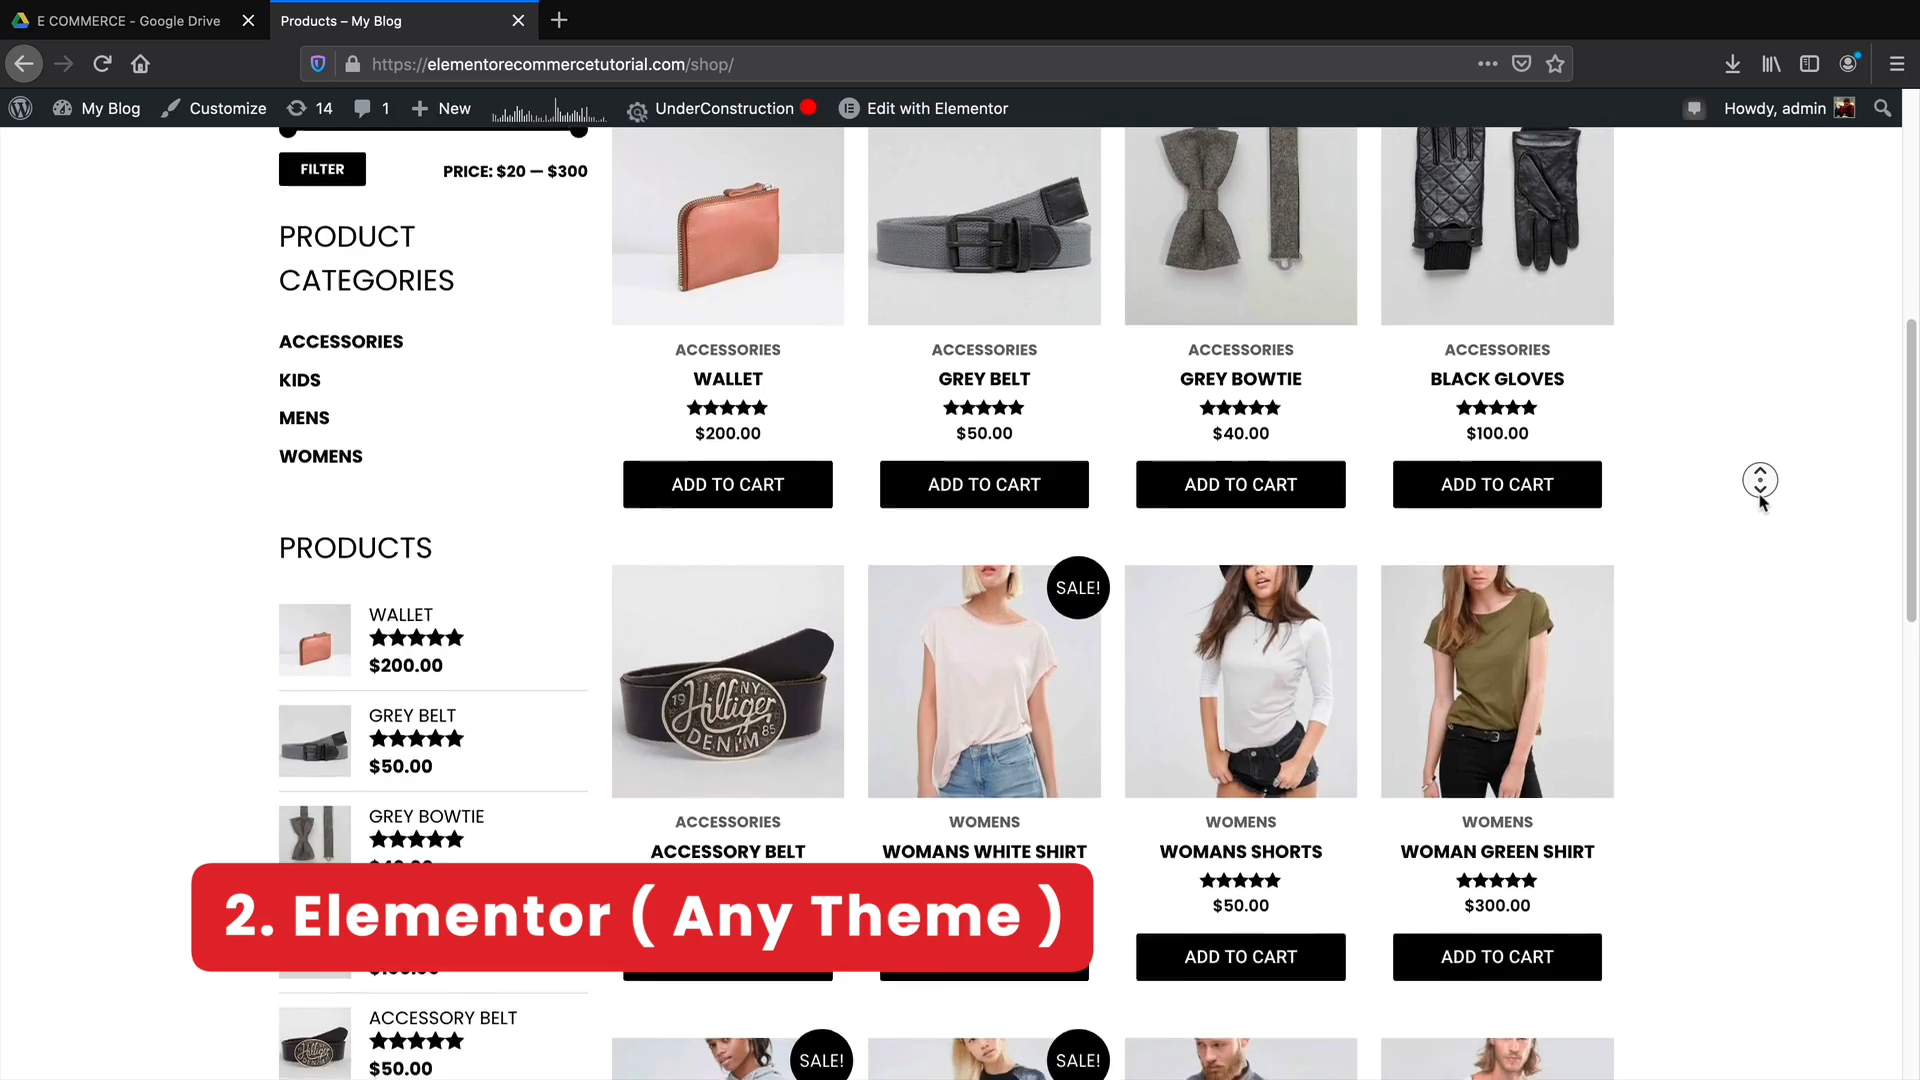 E COMMERCE - Google Drive
Products – My Blog
https://elementorecommercetutorial.com/shop/
My Blog
Customize
14
1
New
UnderConstruction
Edit with Elementor
Howdy, admin
FILTER
PRICE: $20 — $300
PRODUCT
CATEGORIES
ACCESSORIES
KIDS
MENS
WOMENS
PRODUCTS
WALLET
$200.00
GREY BELT
$50.00
GREY BOWTIE
ACCESSORY BELT
$50.00
ACCESSORIES
WALLET
$200.00
ADD TO CART
ACCESSORIES
GREY BELT
$50.00
ADD TO CART
ACCESSORIES
GREY BOWTIE
$40.00
ADD TO CART
ACCESSORIES
BLACK GLOVES
$100.00
ADD TO CART
19 NY
Hilfiger
DENIM 85
ACCESSORIES
ACCESSORY BELT
SALE!
WOMENS
WOMANS WHITE SHIRT
WOMENS
WOMANS SHORTS
$50.00
ADD TO CART
WOMENS
WOMAN GREEN SHIRT
$300.00
ADD TO CART
2. Elementor ( Any Theme )
SALE!
SALE!